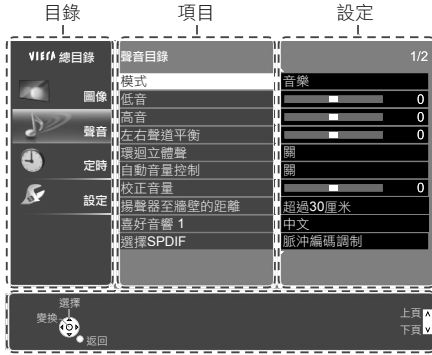 目錄 項目 設定
VIErA 總目錄
圖像
聲音
定時
設定
聲音目錄 1/2
模式 音樂
低音 0
高音 0
左右聲道平衡 0
環迴立體聲 關
自動音量控制 關
校正音量 0
揚聲器至牆壁的距離 超過30厘米
喜好音響 1 中文
選擇SPDIF 脈沖編碼調制
選擇
變換
返回
上頁
下頁